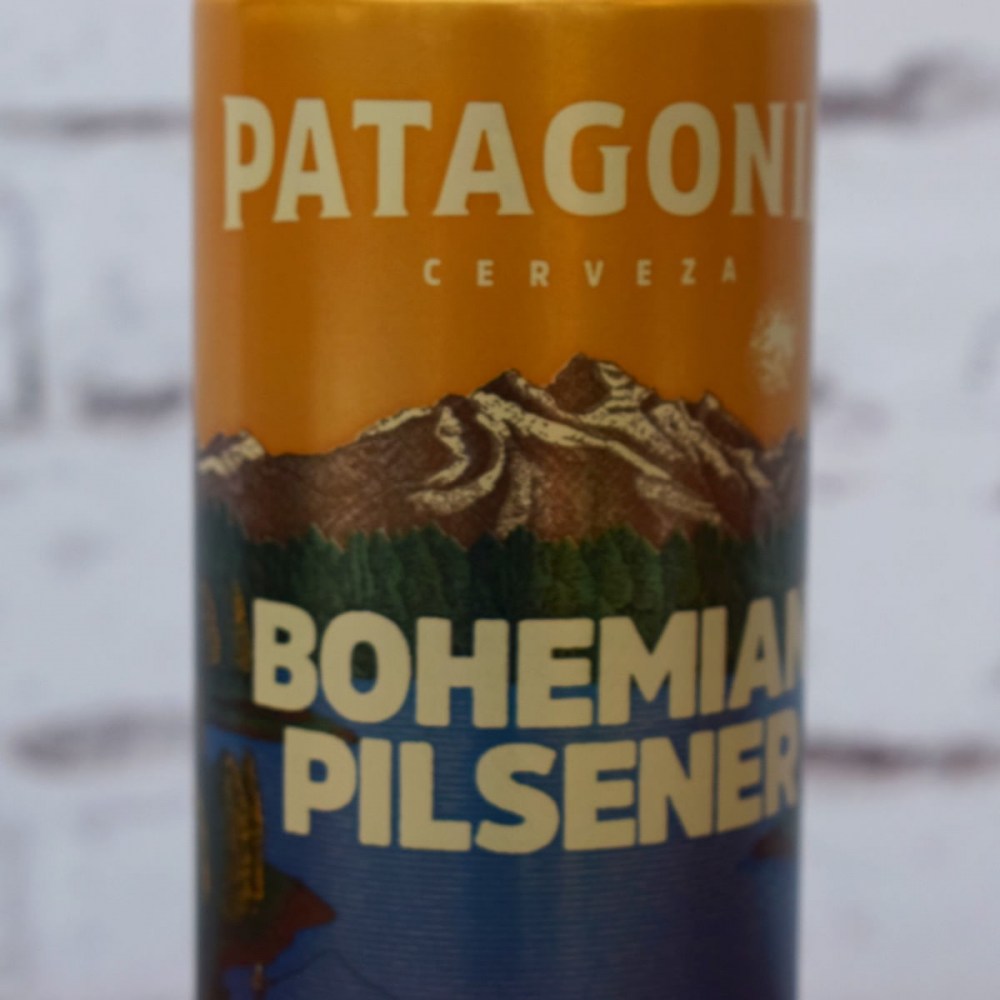 PATAGONI
CERVEZA
BOHEMIAN
PILSENER